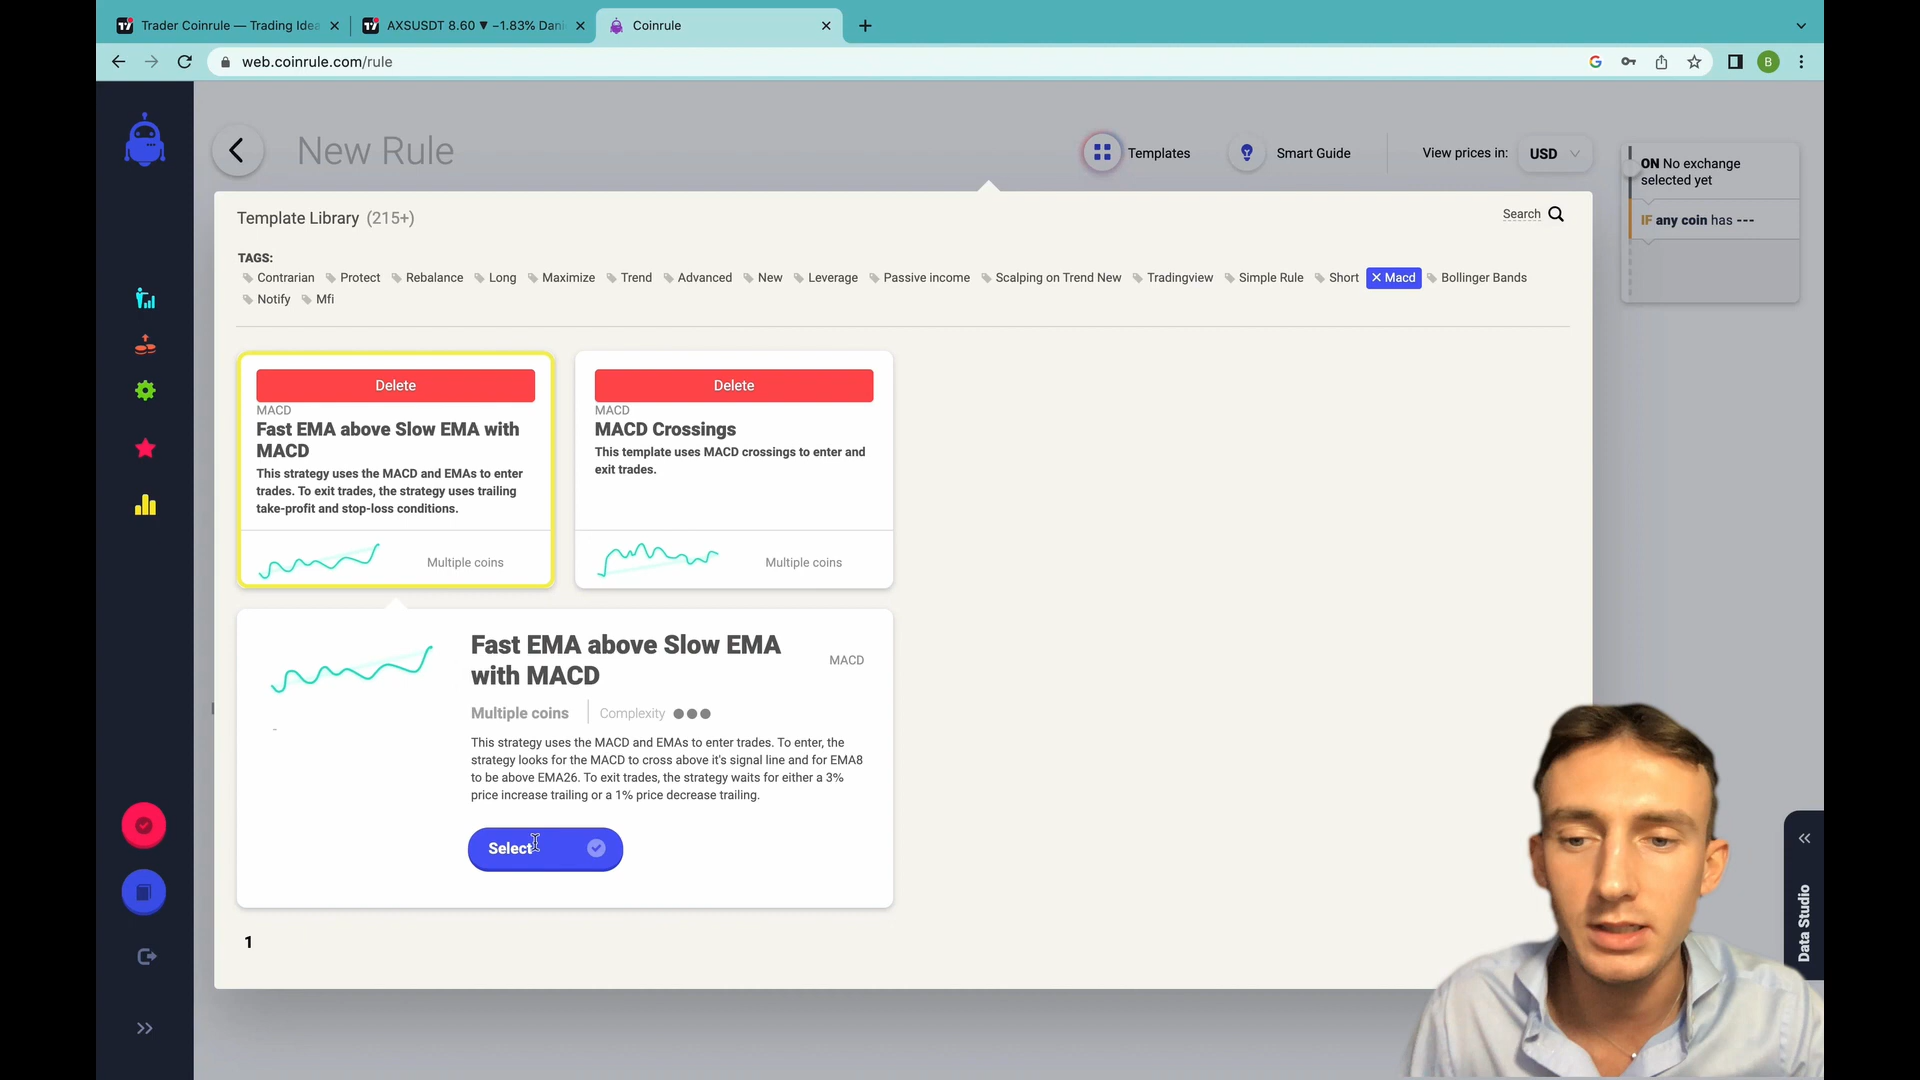 Trader Coinrule — Trading Idea
AXSUSDT 8.60 ▼ −1.83% Dani
Coinrule
web.coinrule.com/rule
B
New Rule
Templates
Smart Guide
View prices in:
USD
ON No exchange
selected yet
IF any coin has ---
Template Library (215+)
Search
TAGS:
Contrarian Protect Rebalance Long Maximize Trend Advanced New Leverage Passive income Scalping on Trend New Tradingview Simple Rule Short × Macd Bollinger Bands
Notify Mfi
Delete
MACD
Fast EMA above Slow EMA with
MACD
This strategy uses the MACD and EMAs to enter
trades. To exit trades, the strategy uses trailing
take-profit and stop-loss conditions.
Multiple coins
Delete
MACD
MACD Crossings
This template uses MACD crossings to enter and
exit trades.
Multiple coins
Fast EMA above Slow EMA
with MACD
MACD
Multiple coins
Complexity
This strategy uses the MACD and EMAs to enter trades. To enter, the
strategy looks for the MACD to cross above it's signal line and for EMA8
to be above EMA26. To exit trades, the strategy waits for either a 3%
price increase trailing or a 1% price decrease trailing.
Select
1
Data Studio